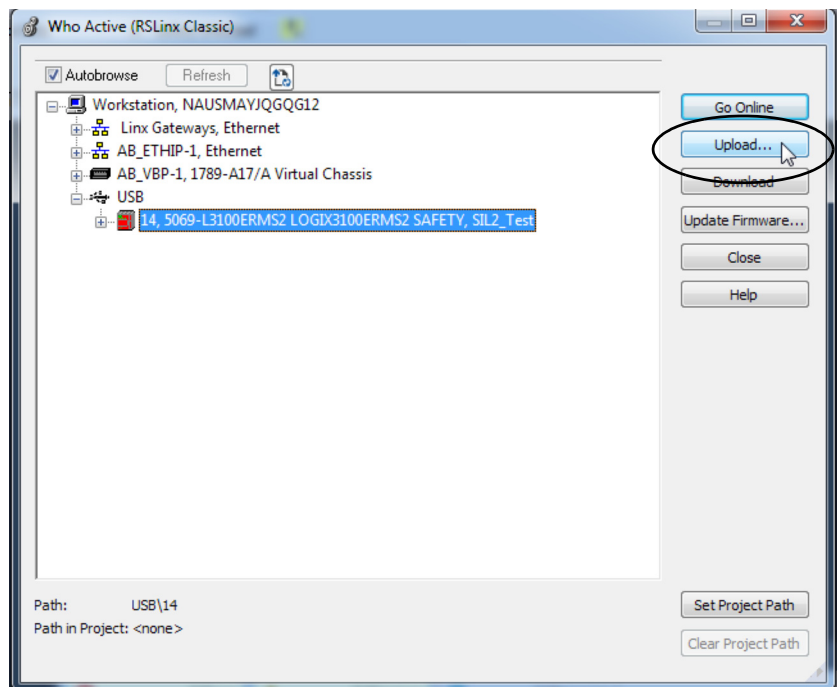 Who Active (RSLinx Classic)
Autobrowse Refresh
Workstation, NAUSMAYJQGQG12
Linx Gateways, Ethernet
AB_ETHIP-1, Ethernet
AB_VBP-1, 1789-A17/A Virtual Chassis
USB
14, 5069-L3100ERMS2 LOGIX3100ERMS2 SAFETY, SIL2_Test
Go Online
Upload...
Download
Update Firmware...
Close
Help
Path: USB\14
Path in Project: <none>
Set Project Path
Clear Project Path